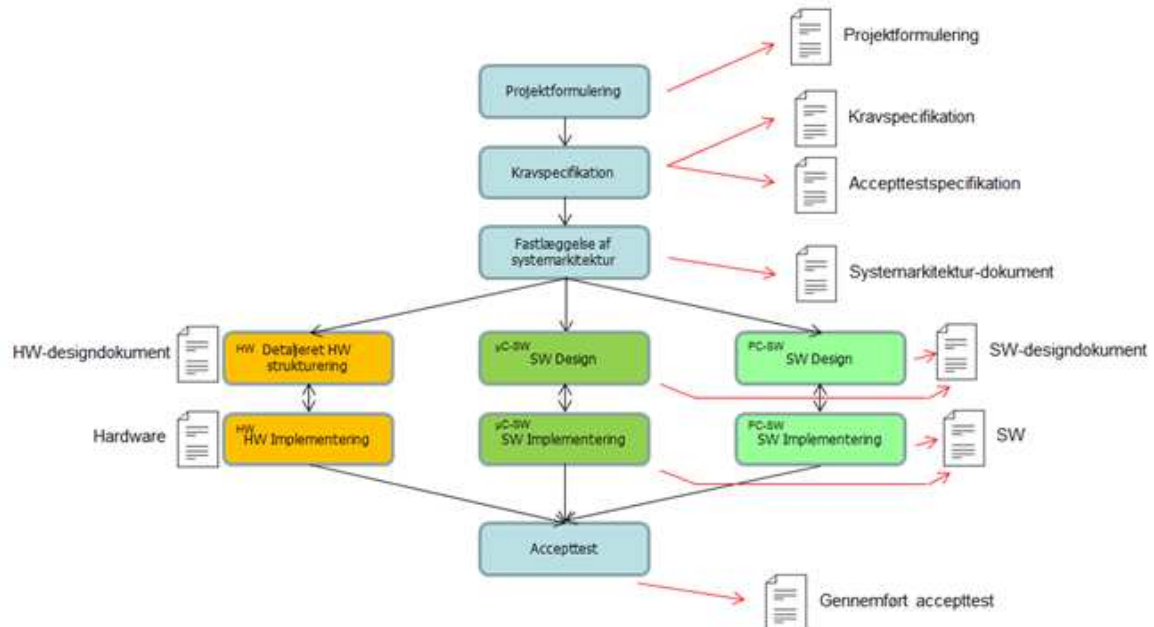 Projektformulering
Projektformulering
Kravspecifikation
Kravspecifikation
Accepttestspecifikation
Fastlæggelse af
systemarkitektur
Systemarkitektur-dokument
HW-designdokument
HW Detaljeret HW
strukturering
µC-SW
SW Design
PC-SW
SW Design
SW-designdokument
Hardware
HW
HW Implementering
µC-SW
SW Implementering
PC-SW
SW Implementering
SW
Accepttest
Gennemført accepttest